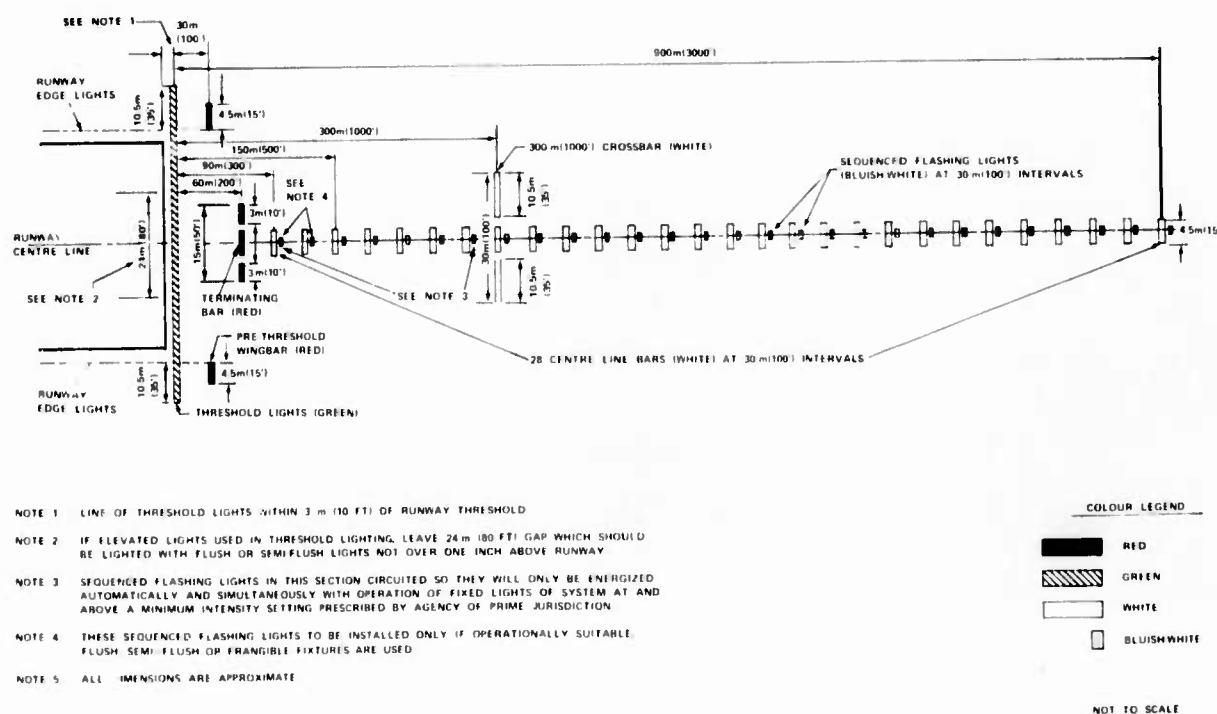 SEE NOTE 1
30m
(100')
900m(3000')
RUNWAY
EDGE LIGHTS
10.5m
(35')
4.5m(15')
300m(1000')
300 m (1000') CROSSBAR (WHITE)
150m(500')
90m(300')
60m(200')
SEE
NOTE 4
SEQUENCED FLASHING LIGHTS
(BLUISH WHITE) AT 30 m (100') INTERVALS
10.5m
(35')
3m(10')
15m(50')
3m(10')
30m(100')
10.5m
(35')
4.5m(15'
RUNWAY
CENTRE LINE
(80')
SEE NOTE 2
TERMINATING
BAR (RED)
SEE NOTE 3
PRE THRESHOLD
WINGBAR (RED)
28 CENTRE LINE BARS (WHITE) AT 30 m (100') INTERVALS
4.5m(15')
10.5m
(35')
RUNWAY
EDGE LIGHTS
THRESHOLD LIGHTS (GREEN)
NOTE 1 LINE OF THRESHOLD LIGHTS WITHIN 3 m (10 FT) OF RUNWAY THRESHOLD
NOTE 2 IF ELEVATED LIGHTS USED IN THRESHOLD LIGHTING, LEAVE 24 m (80 FT) GAP WHICH SHOULD
BE LIGHTED WITH FLUSH OR SEMI FLUSH LIGHTS NOT OVER ONE INCH ABOVE RUNWAY
NOTE 3 SEQUENCED FLASHING LIGHTS IN THIS SECTION CIRCUITED SO THEY WILL ONLY BE ENERGIZED
AUTOMATICALLY AND SIMULTANEOUSLY WITH OPERATION OF FIXED LIGHTS OF SYSTEM AT AND
ABOVE A MINIMUM INTENSITY SETTING PRESCRIBED BY AGENCY OF PRIME JURISDICTION
NOTE 4 THESE SEQUENCED FLASHING LIGHTS TO BE INSTALLED ONLY IF OPERATIONALLY SUITABLE
FLUSH SEMI FLUSH OR FRANGIBLE FIXTURES ARE USED
NOTE 5 ALL IMENSIONS ARE APPROXIMATE
COLOUR LEGEND
RED
GREEN
WHITE
BLUISH WHITE
NOT TO SCALE